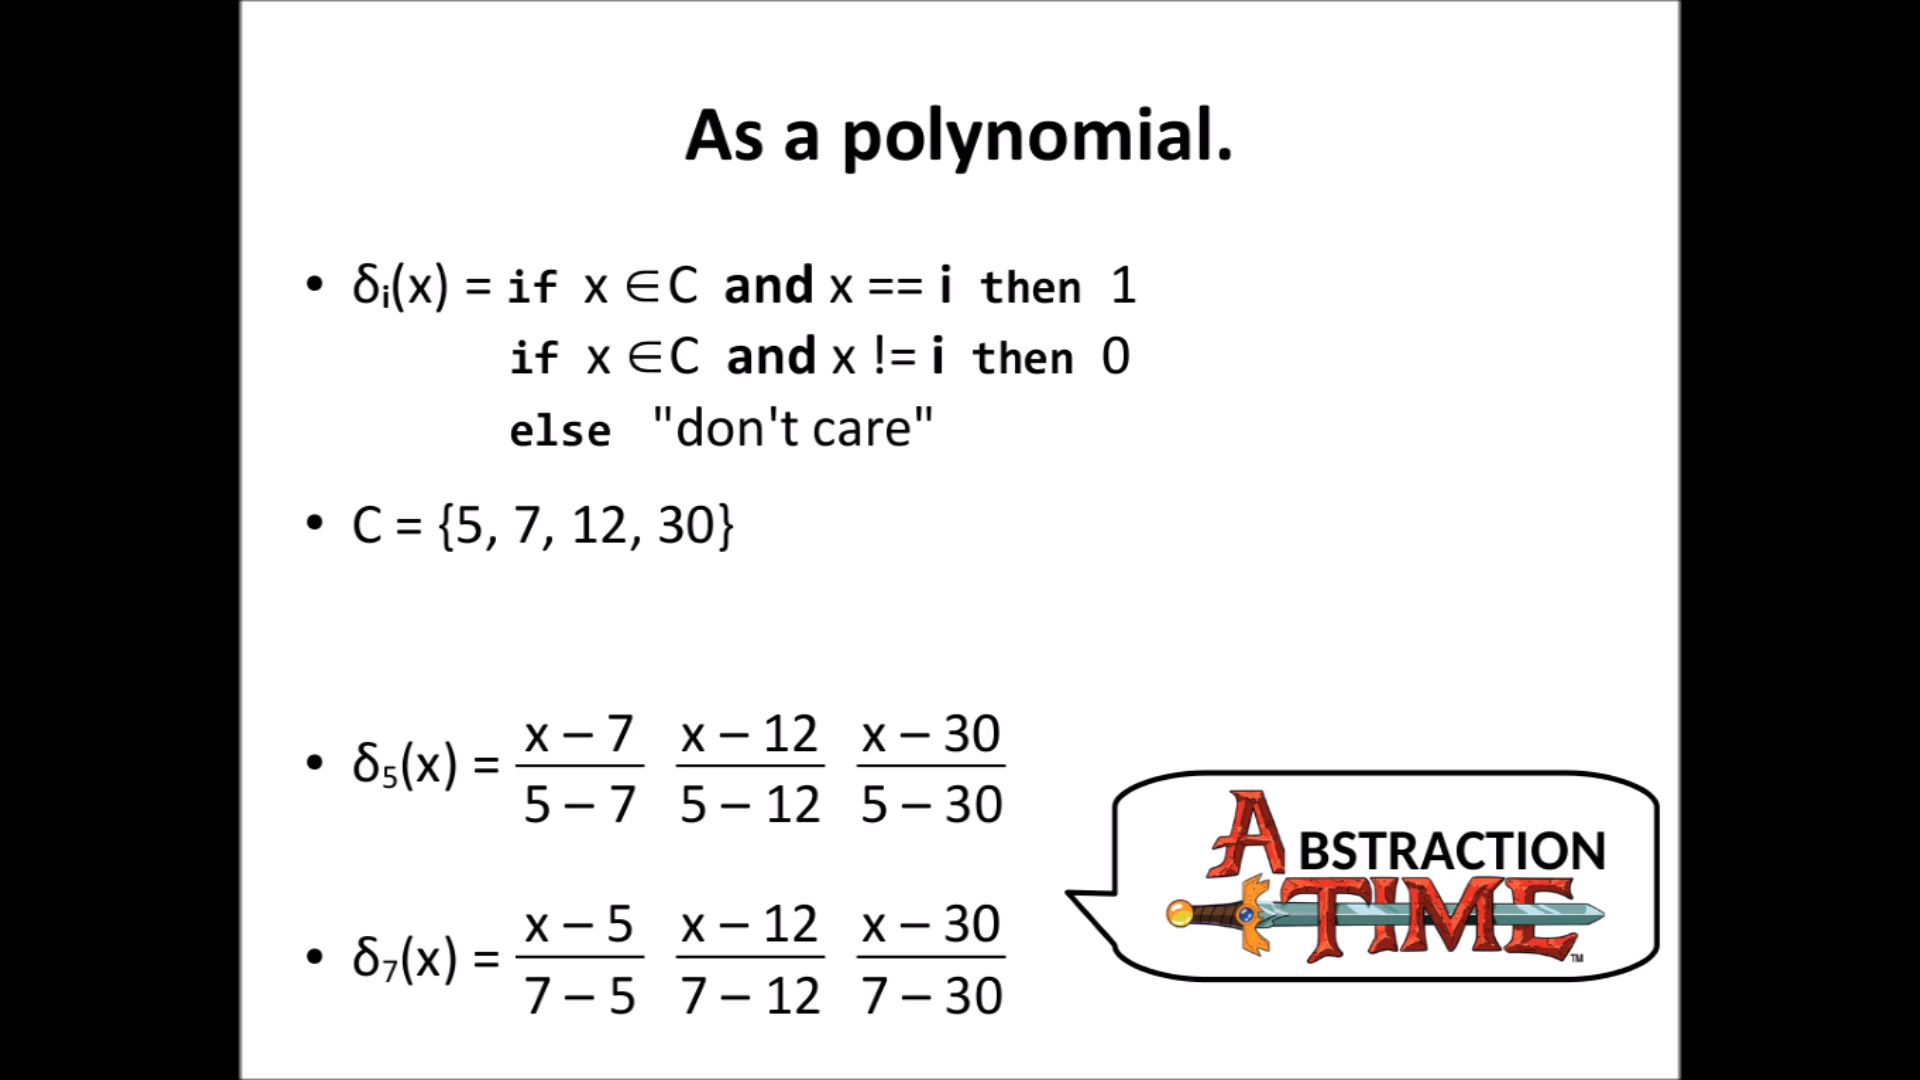 As a polynomial.
• δᵢ(x) = if x ∈ C and x == i then 1
if x ∈ C and x != i then 0
else "don't care"
• C = {5, 7, 12, 30}
x – 7 x – 12 x – 30
• δ₅(x) =
5 – 7 5 – 12 5 – 30
ABSTRACTION
TIME™
x – 5 x – 12 x – 30
• δ₇(x) =
7 – 5 7 – 12 7 – 30